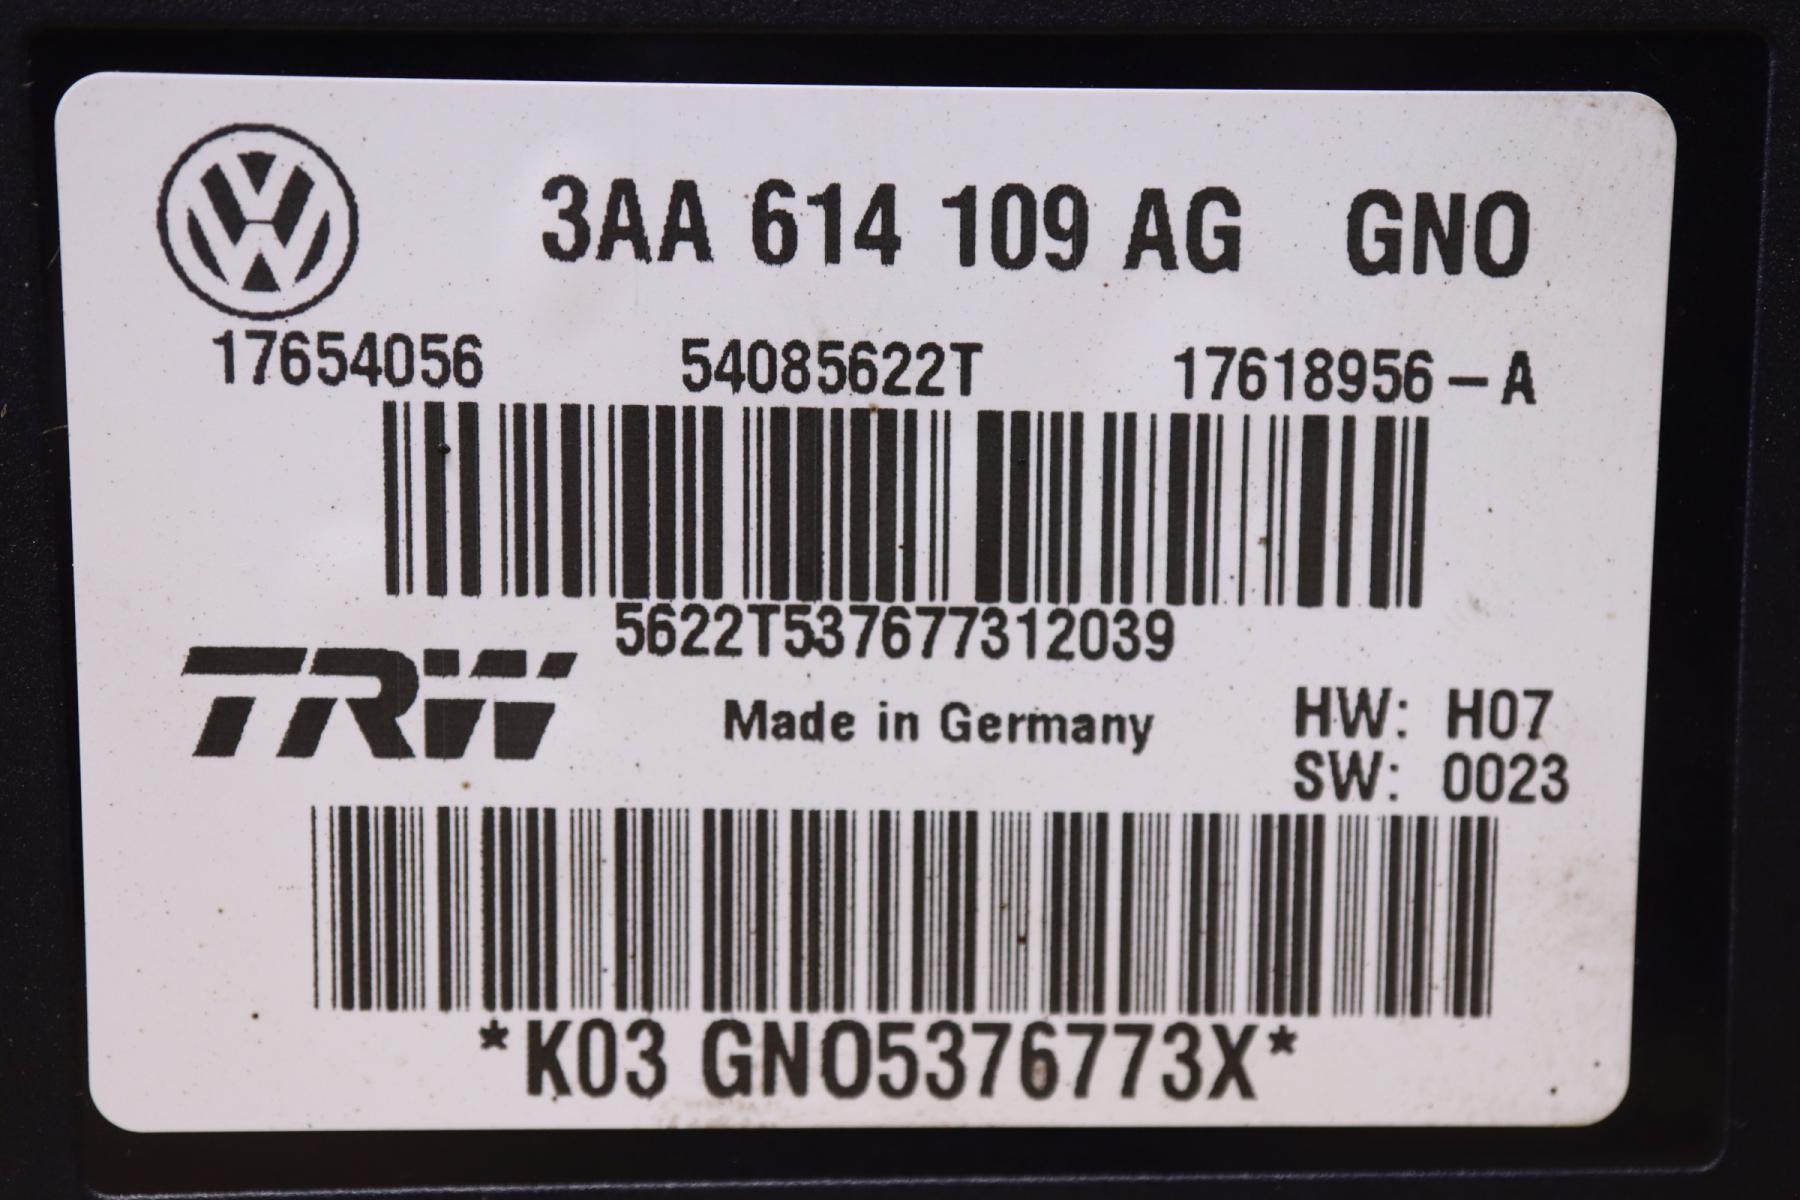 3AA 614 109 AG GNO
17654056 54085622T 17618956-A
5622T537677312039
TRW Made in Germany HW: H07
SW: 0023
*K03 GNO5376773X*